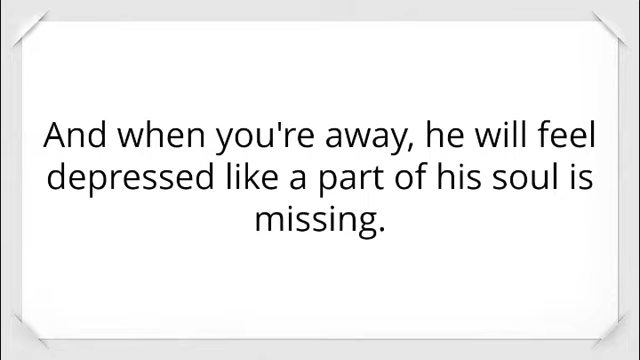 And when you're away, he will feel
depressed like a part of his soul is
missing.